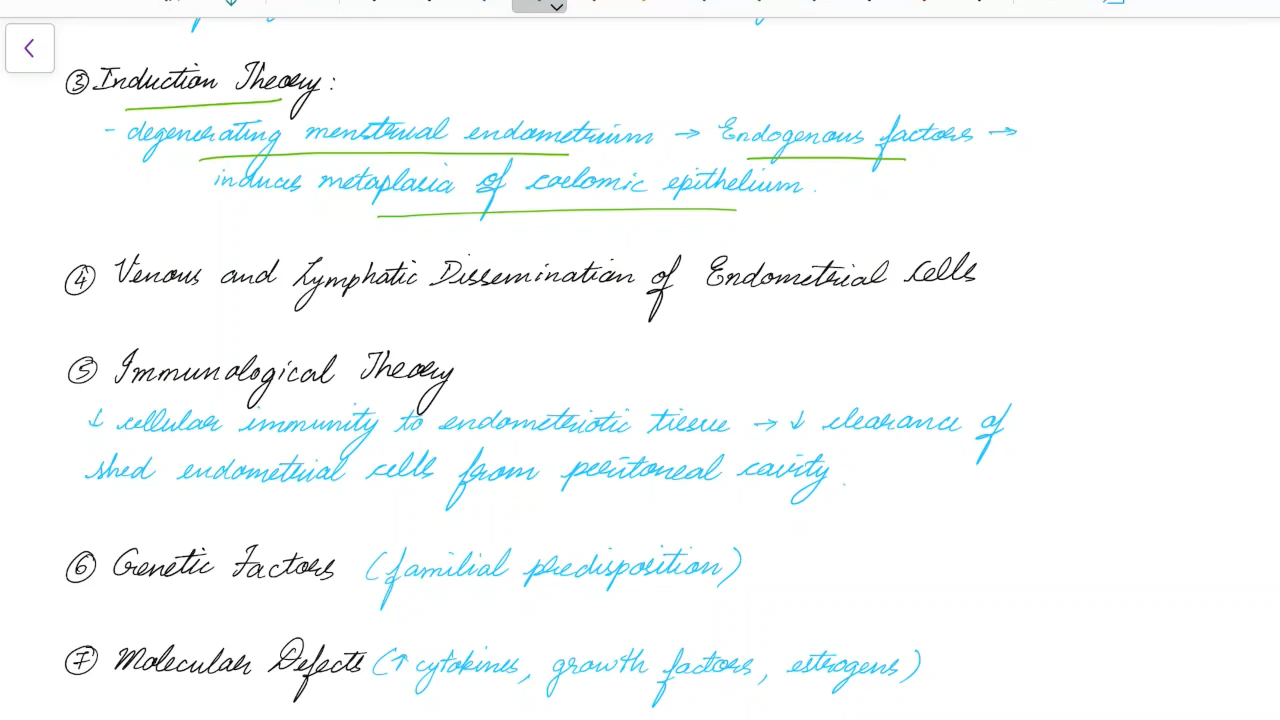 ③ Induction Theory:
- degenerating menstrual endometrium → Endogenous factors →
induces metaplasia of coelomic epithelium.
④ Venous and Lymphatic Dissemination of Endometrial Cells
⑤ Immunological Theory
↓ cellular immunity to endometriotic tissue → ↓ clearance of
shed endometrial cells from peritoneal cavity.
⑥ Genetic Factors (familial predisposition)
⑦ Molecular Defects (↑ cytokines, growth factors, estrogens)